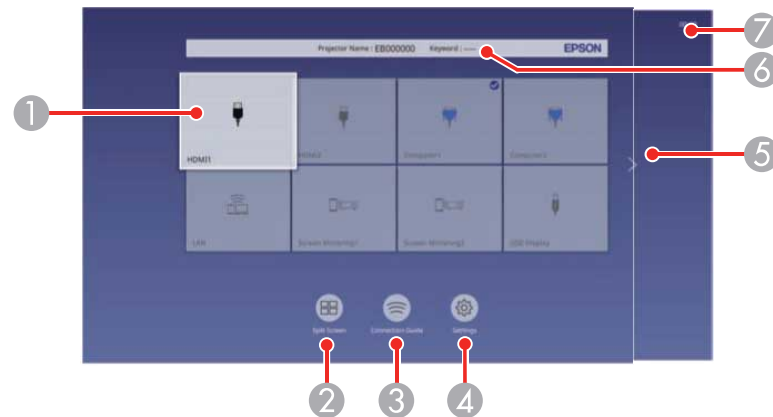 Projector Name : EB000000 Keyword : ---- EPSON
HDMI1
HDMI2
Computer1
Computer2
LAN
Screen Mirroring1
Screen Mirroring2
USB Display
Split Screen
Connection Guide
Settings
1
2
3
4
5
6
7